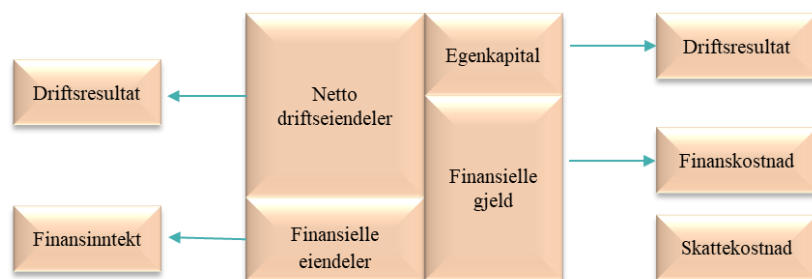 Driftsresultat
Finansinntekt
Netto
driftseiendeler
Finansielle
eiendeler
Egenkapital
Finansielle
gjeld
Driftsresultat
Finanskostnad
Skattekostnad